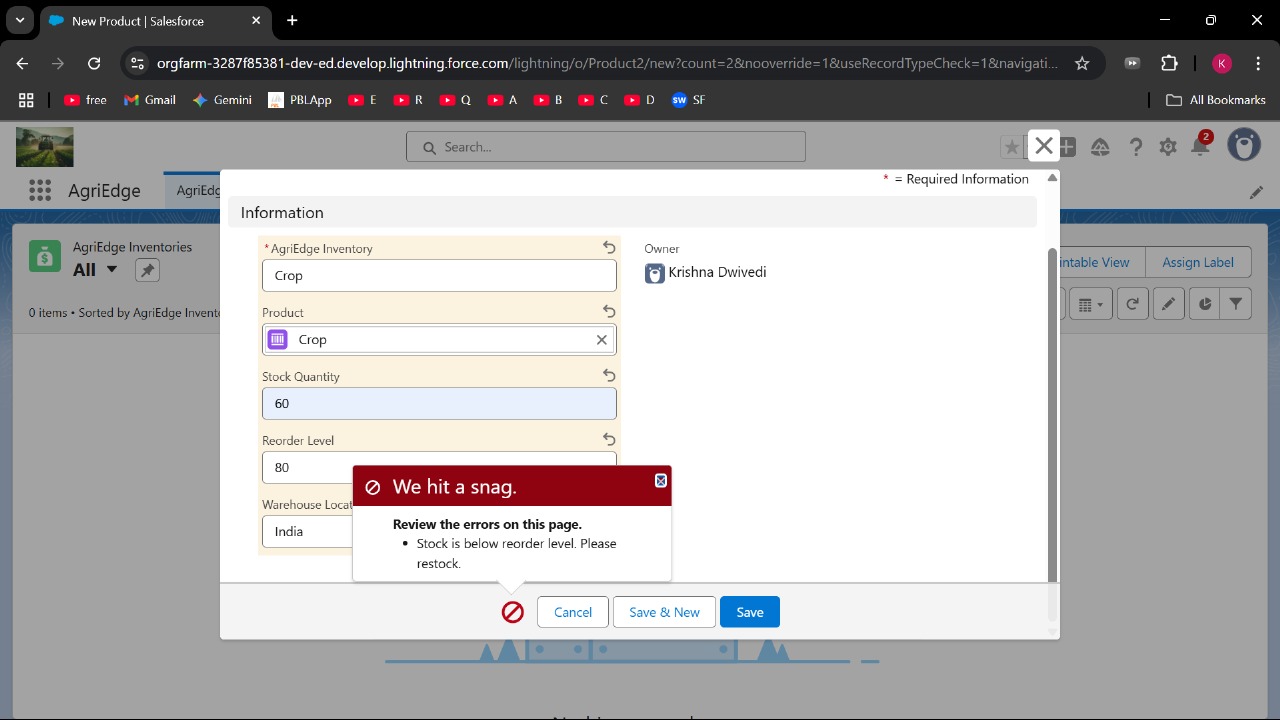 New Product | Salesforce
orgfarm-3287f85381-dev-ed.develop.lightning.force.com/lightning/o/Product2/new?count=2&nooverride=1&useRecordTypeCheck=1&navigati...
K
free
Gmail
Gemini
PBLApp
E
R
Q
A
B
C
D
SW SF
All Bookmarks
Search...
2
AgriEdge
AgriEdg
* = Required Information
Information
AgriEdge Inventories
All
0 items • Sorted by AgriEdge Invent
intable View
Assign Label
* AgriEdge Inventory
Crop
Owner
Krishna Dwivedi
Product
Crop
Stock Quantity
60
Reorder Level
80
Warehouse Locat
India
We hit a snag.
Review the errors on this page.
• Stock is below reorder level. Please
restock.
Cancel
Save & New
Save